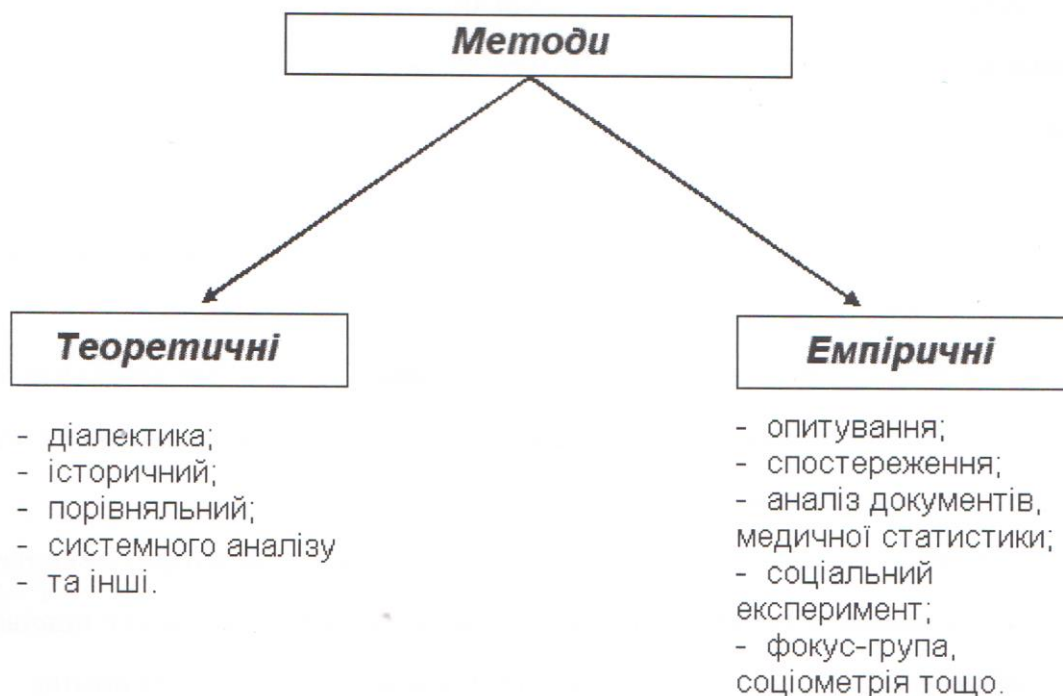 Методи
Теоретичні
- діалектика;
- історичний;
- порівняльний;
- системного аналізу
- та інші.
Емпіричні
- опитування;
- спостереження;
- аналіз документів,
медичної статистики;
- соціальний
експеримент;
- фокус-група,
соціометрія тощо.